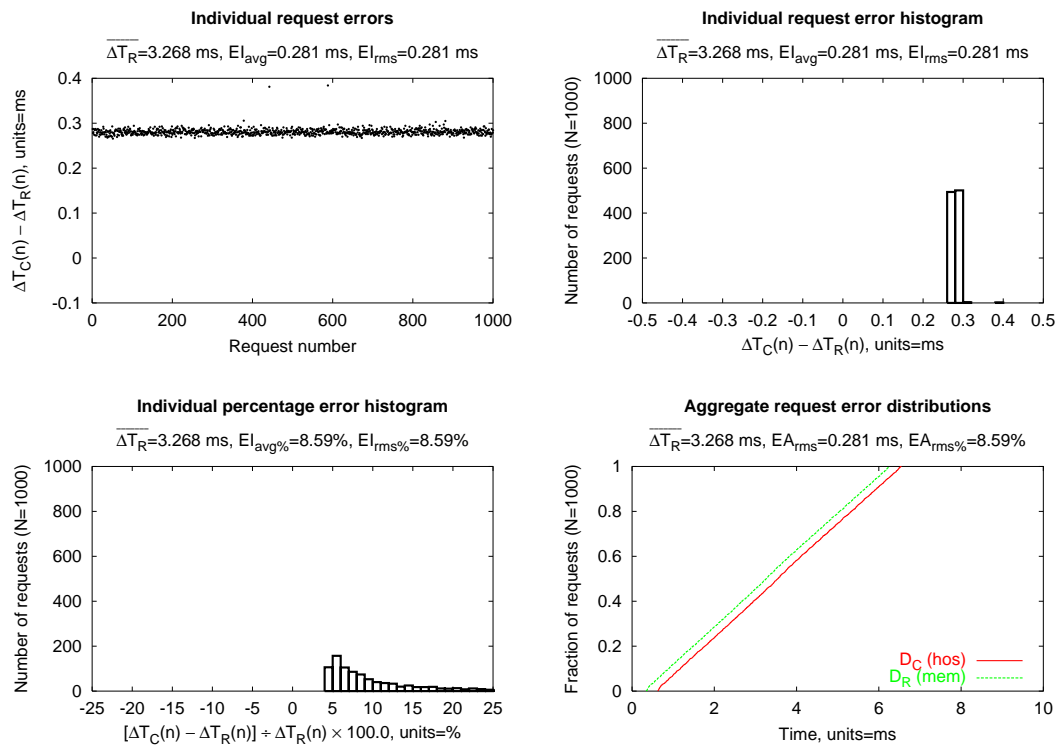 Individual request errors
ΔT_R=3.268 ms, EI_avg=0.281 ms, EI_rms=0.281 ms
0.4
0.3
0.2
0.1
0
-0.1
ΔT_C(n) − ΔT_R(n), units=ms
0 200 400 600 800 1000
Request number
Individual request error histogram
ΔT_R=3.268 ms, EI_avg=0.281 ms, EI_rms=0.281 ms
1000
800
600
400
200
0
Number of requests (N=1000)
-0.5 -0.4 -0.3 -0.2 -0.1 0 0.1 0.2 0.3 0.4 0.5
ΔT_C(n) − ΔT_R(n), units=ms
Individual percentage error histogram
ΔT_R=3.268 ms, EI_avg%=8.59%, EI_rms%=8.59%
1000
800
600
400
200
0
Number of requests (N=1000)
-25 -20 -15 -10 -5 0 5 10 15 20 25
[ΔT_C(n) − ΔT_R(n)] ÷ ΔT_R(n) × 100.0, units=%
Aggregate request error distributions
ΔT_R=3.268 ms, EA_rms=0.281 ms, EA_rms%=8.59%
1
0.8
0.6
0.4
0.2
0
Fraction of requests (N=1000)
D_C (hos)
D_R (mem)
0 2 4 6 8 10
Time, units=ms